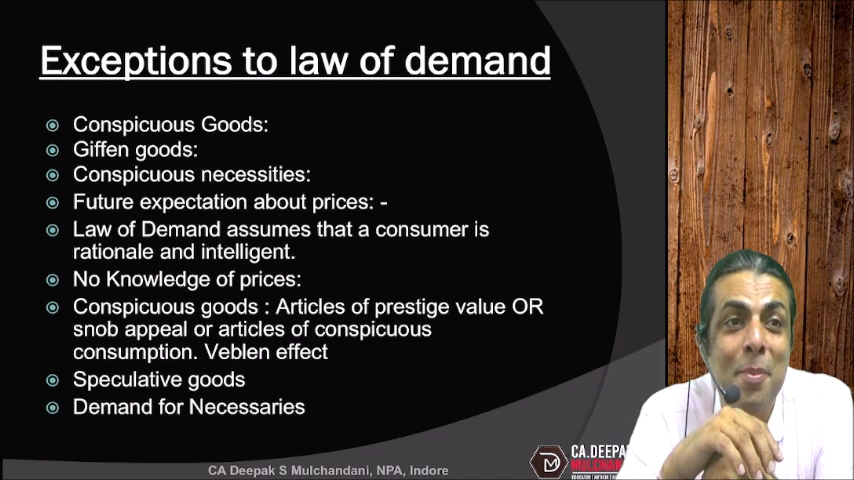 Exceptions to law of demand
Conspicuous Goods:
Giffen goods:
Conspicuous necessities:
Future expectation about prices: -
Law of Demand assumes that a consumer is
rationale and intelligent.
No Knowledge of prices:
Conspicuous goods : Articles of prestige value OR
snob appeal or articles of conspicuous
consumption. Veblen effect
Speculative goods
Demand for Necessaries
CA Deepak S Mulchandani, NPA, Indore
CA.DEEPAK